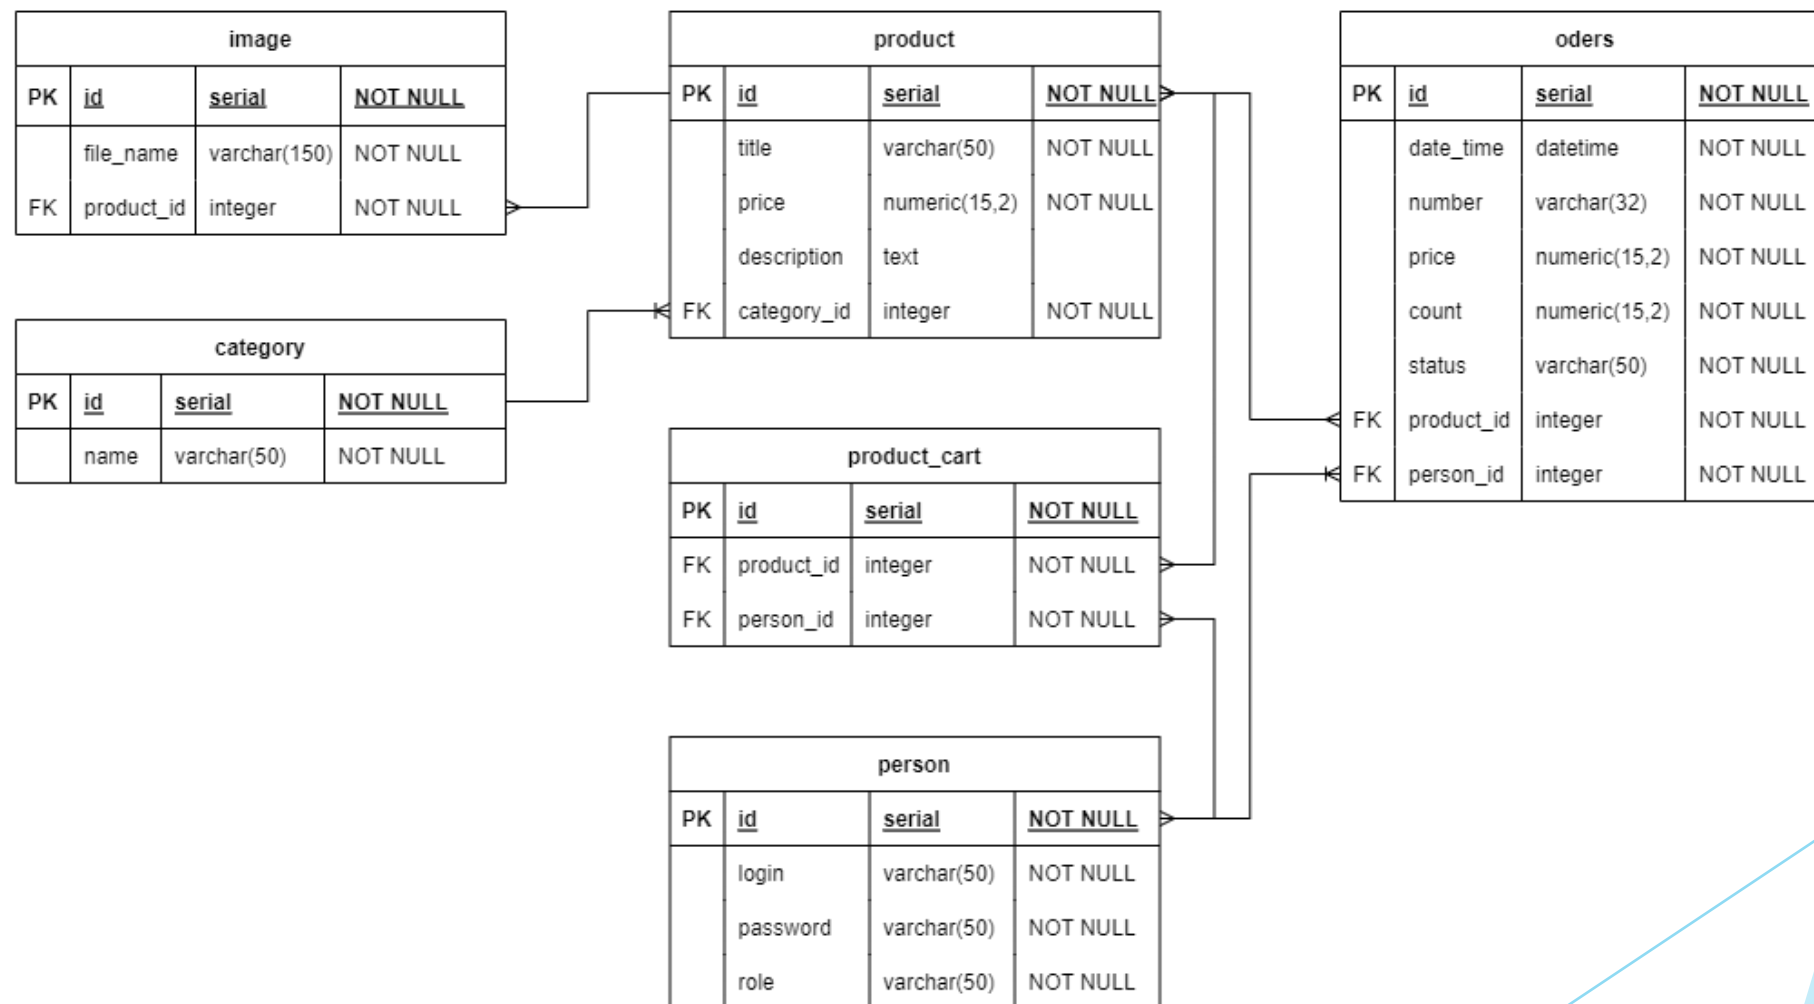 image
PK id serial NOT NULL
file_name varchar(150) NOT NULL
FK product_id integer NOT NULL
category
PK id serial NOT NULL
name varchar(50) NOT NULL
product
PK id serial NOT NULL
title varchar(50) NOT NULL
price numeric(15,2) NOT NULL
description text
FK category_id integer NOT NULL
product_cart
PK id serial NOT NULL
FK product_id integer NOT NULL
FK person_id integer NOT NULL
person
PK id serial NOT NULL
login varchar(50) NOT NULL
password varchar(50) NOT NULL
role varchar(50) NOT NULL
oders
PK id serial NOT NULL
date_time datetime NOT NULL
number varchar(32) NOT NULL
price numeric(15,2) NOT NULL
count numeric(15,2) NOT NULL
status varchar(50) NOT NULL
FK product_id integer NOT NULL
FK person_id integer NOT NULL